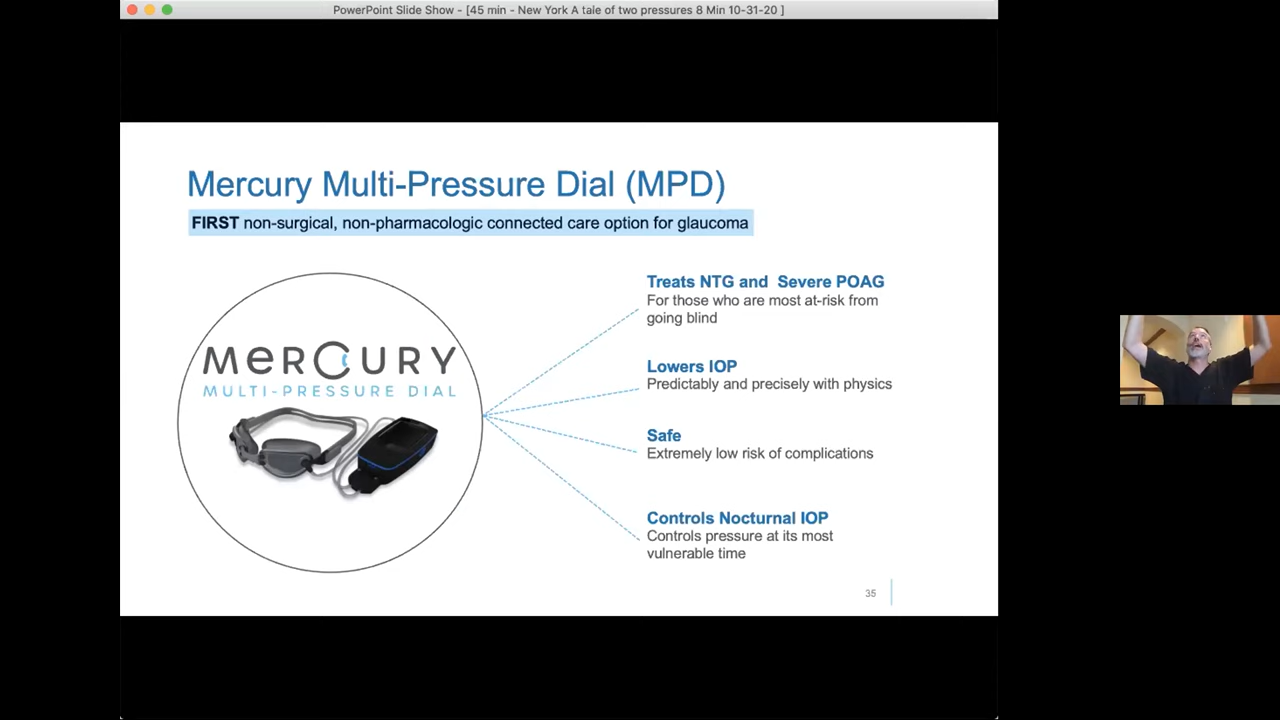 PowerPoint Slide Show - [45 min - New York A tale of two pressures 8 Min 10-31-20 ]
Mercury Multi-Pressure Dial (MPD)
FIRST non-surgical, non-pharmacologic connected care option for glaucoma
MERCURY
MULTI-PRESSURE DIAL
Treats NTG and  Severe POAG
For those who are most at-risk from
going blind
Lowers IOP
Predictably and precisely with physics
Safe
Extremely low risk of complications
Controls Nocturnal IOP
Controls pressure at its most
vulnerable time
35